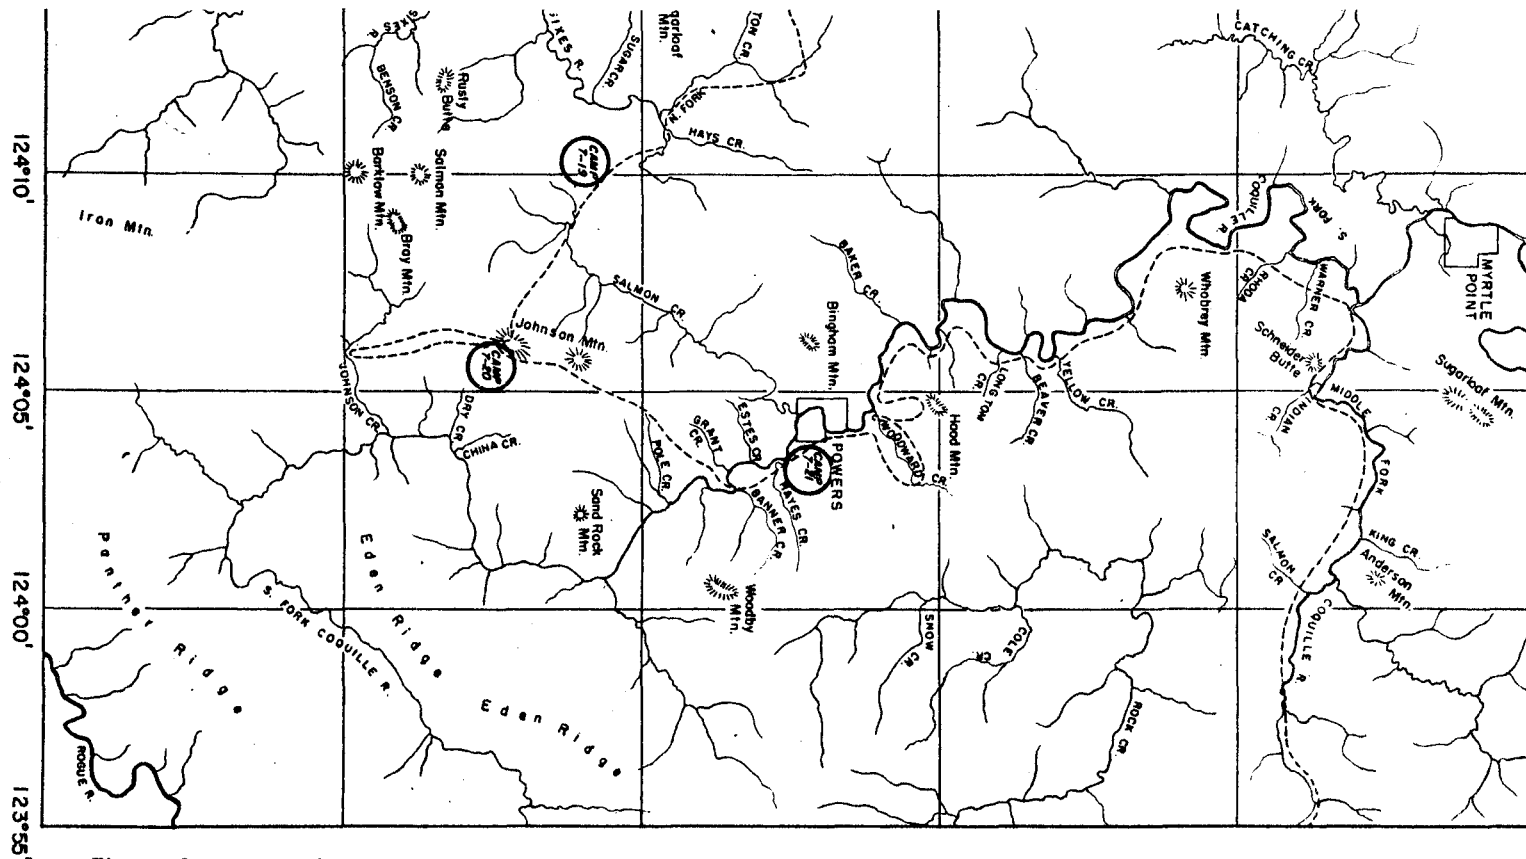 SIXES
R.
SIXES R.
SUGAR CR.
Mtn.
TON CR.
CATCHING CR.
BENSON CR.
Rusty
Butte
N. FORK
HAYS CR.
124°10'
Barklow Mtn.
Salmon Mtn.
CAMP
7-19
COQUILLE R.
S. FORK
Iron Mtn.
Bray Mtn.
BAKER CR.
MYRTLE
POINT
SALMON CR.
RHODA
CR.
WARNER CR.
Whobrey Mtn.
Bingham Mtn.
Johnson Mtn.
Schneider
Butte
Sugarloaf Mtn.
CAMP
7-20
124°05'
JOHNSON CR.
DRY CR.
CHINA CR.
LONG TOM
CR.
BEAVER CR.
YELLOW CR.
MIDDLE
FORK
INDIAN
CR.
ESTES CR.
GRANT
CR.
POLE CR.
WOODWARD
CR.
Hood Mtn.
POWERS
CAMP
7-21
HAYES CR.
BANNER CR.
Sand Rock
Mtn.
Eden
Ridge
Panther
Ridge
KING CR.
Anderson
Mtn.
SALMON
CR.
Woodby
Mtn.
124°00'
S. FORK COQUILLE R.
SNOW
CR.
COLE
CR.
COQUILLE R.
Eden Ridge
ROCK CR.
ROGUE R.
123°55'